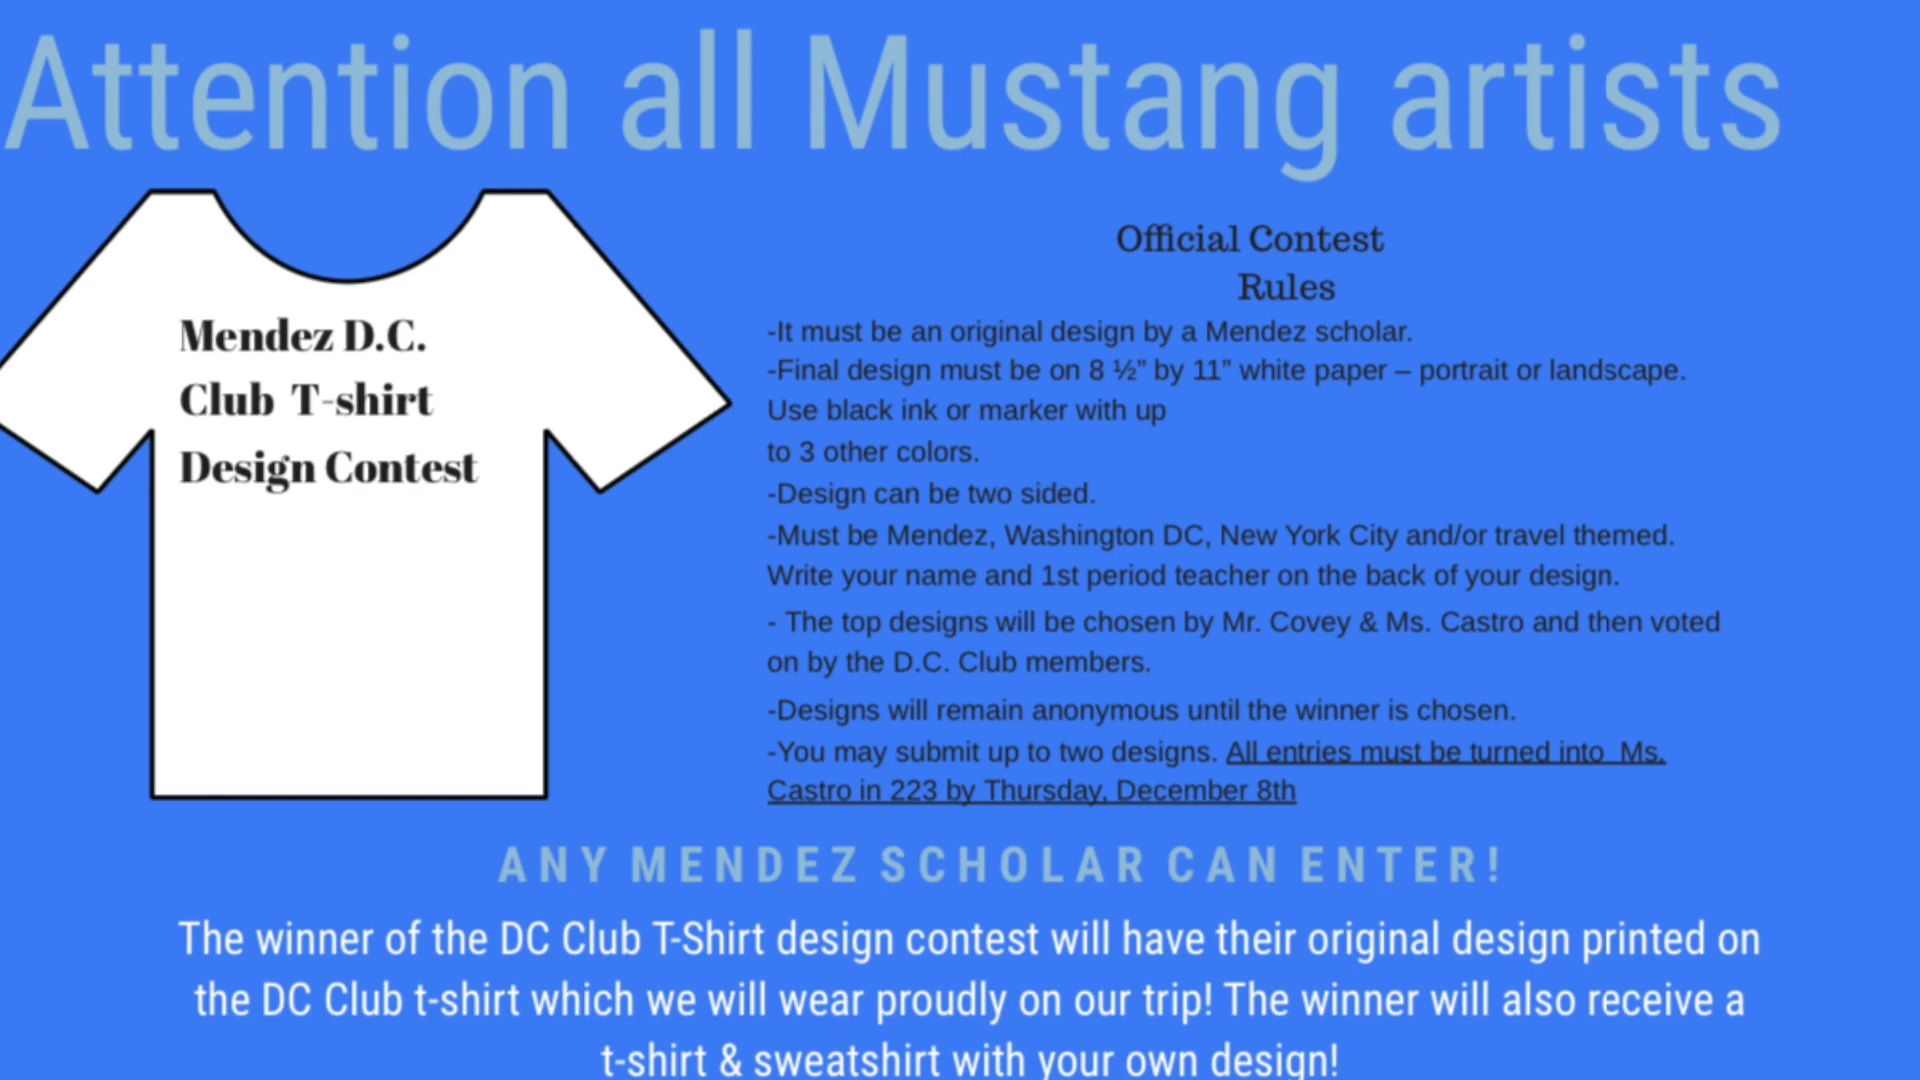 Attention all Mustang artists
Mendez D.C.
Club T-shirt
Design Contest
Official Contest
Rules
-It must be an original design by a Mendez scholar.
-Final design must be on 8 ½” by 11” white paper – portrait or landscape.
Use black ink or marker with up
to 3 other colors.
-Design can be two sided.
-Must be Mendez, Washington DC, New York City and/or travel themed.
Write your name and 1st period teacher on the back of your design.
- The top designs will be chosen by Mr. Covey & Ms. Castro and then voted
on by the D.C. Club members.
-Designs will remain anonymous until the winner is chosen.
-You may submit up to two designs. All entries must be turned into  Ms.
Castro in 223 by Thursday, December 8th
ANY MENDEZ SCHOLAR CAN ENTER!
The winner of the DC Club T-Shirt design contest will have their original design printed on
the DC Club t-shirt which we will wear proudly on our trip! The winner will also receive a
t-shirt & sweatshirt with your own design!